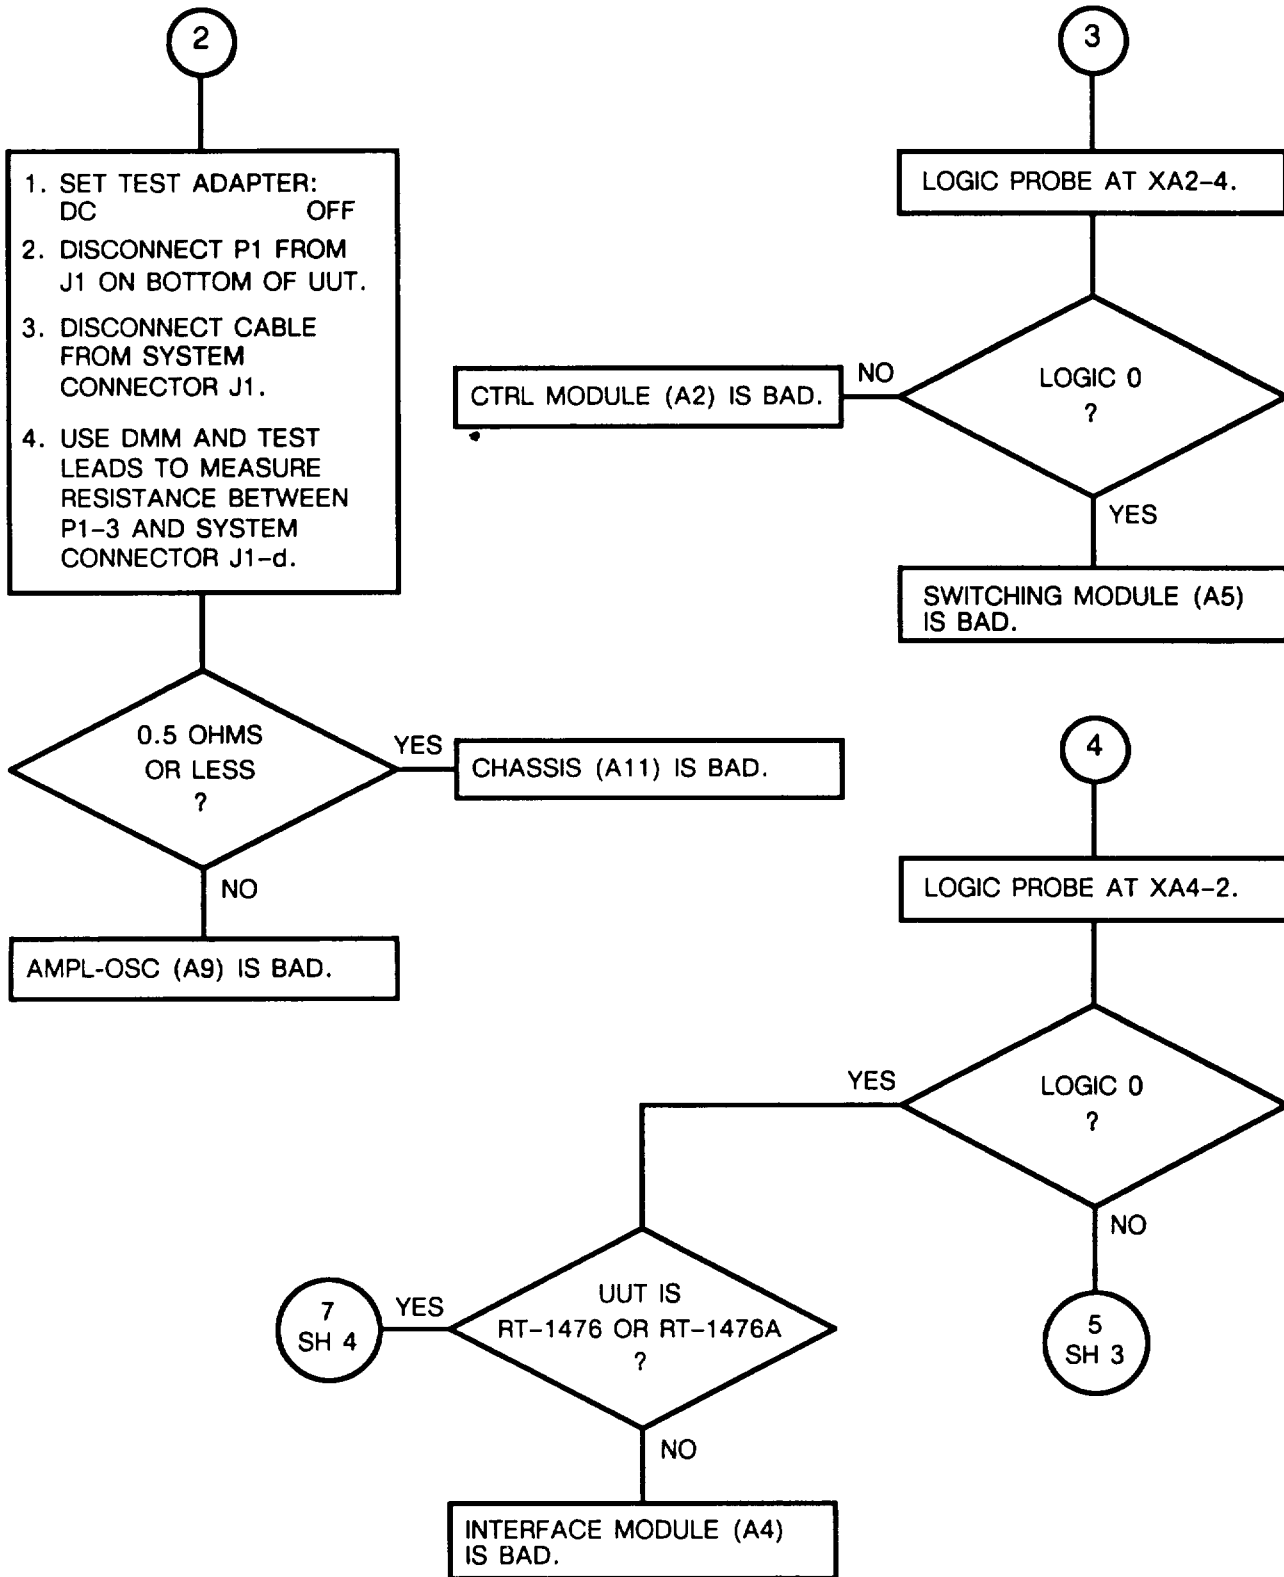 2
1. SET TEST ADAPTER:
DC OFF
2. DISCONNECT P1 FROM
J1 ON BOTTOM OF UUT.
3. DISCONNECT CABLE
FROM SYSTEM
CONNECTOR J1.
4. USE DMM AND TEST
LEADS TO MEASURE
RESISTANCE BETWEEN
P1-3 AND SYSTEM
CONNECTOR J1-d.
0.5 OHMS
OR LESS
?
YES
CHASSIS (A11) IS BAD.
NO
AMPL-OSC (A9) IS BAD.
3
LOGIC PROBE AT XA2-4.
LOGIC 0
?
NO
CTRL MODULE (A2) IS BAD.
YES
SWITCHING MODULE (A5)
IS BAD.
4
LOGIC PROBE AT XA4-2.
LOGIC 0
?
YES
NO
5
SH 3
UUT IS
RT-1476 OR RT-1476A
?
YES
7
SH 4
NO
INTERFACE MODULE (A4)
IS BAD.